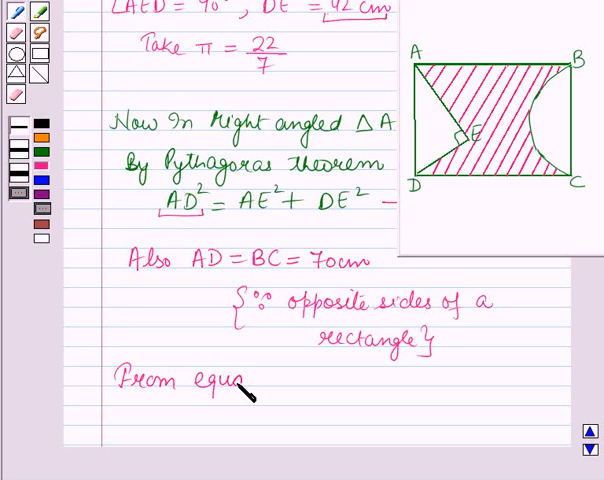 ∠AED = 90°, DE = 42 cm
Take π = 22/7
Now In Right angled △ A
By Pythagoras theorem
AD² = AE² + DE² —
Also AD = BC = 70cm
{∵ opposite sides of a
rectangle}
From equa
A B
E
D C